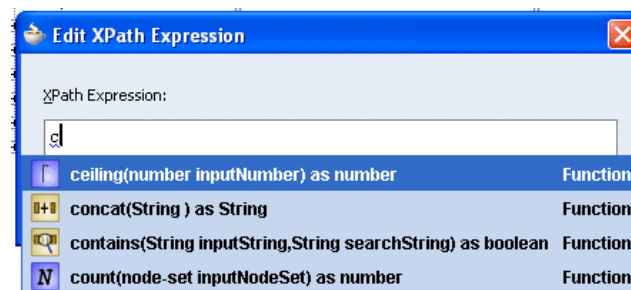 Edit XPath Expression
XPath Expression:
c
ceiling(number inputNumber) as number Function
concat(String ) as String Function
contains(String inputString,String searchString) as boolean Function
count(node-set inputNodeSet) as number Function